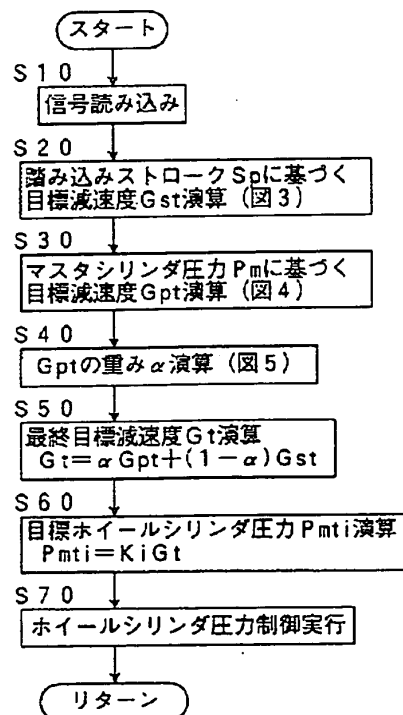 スタート
S10
信号読み込み
S20
踏み込みストロークSpに基づく
目標減速度Gst演算(図3)
S30
マスタシリンダ圧力Pmに基づく
目標減速度Gpt演算(図4)
S40
Gptの重みα演算(図5)
S50
最終目標減速度Gt演算
Gt=αGpt+(1-α)Gst
S60
目標ホイールシリンダ圧力Pmti演算
Pmti=KiGt
S70
ホイールシリンダ圧力制御実行
リターン